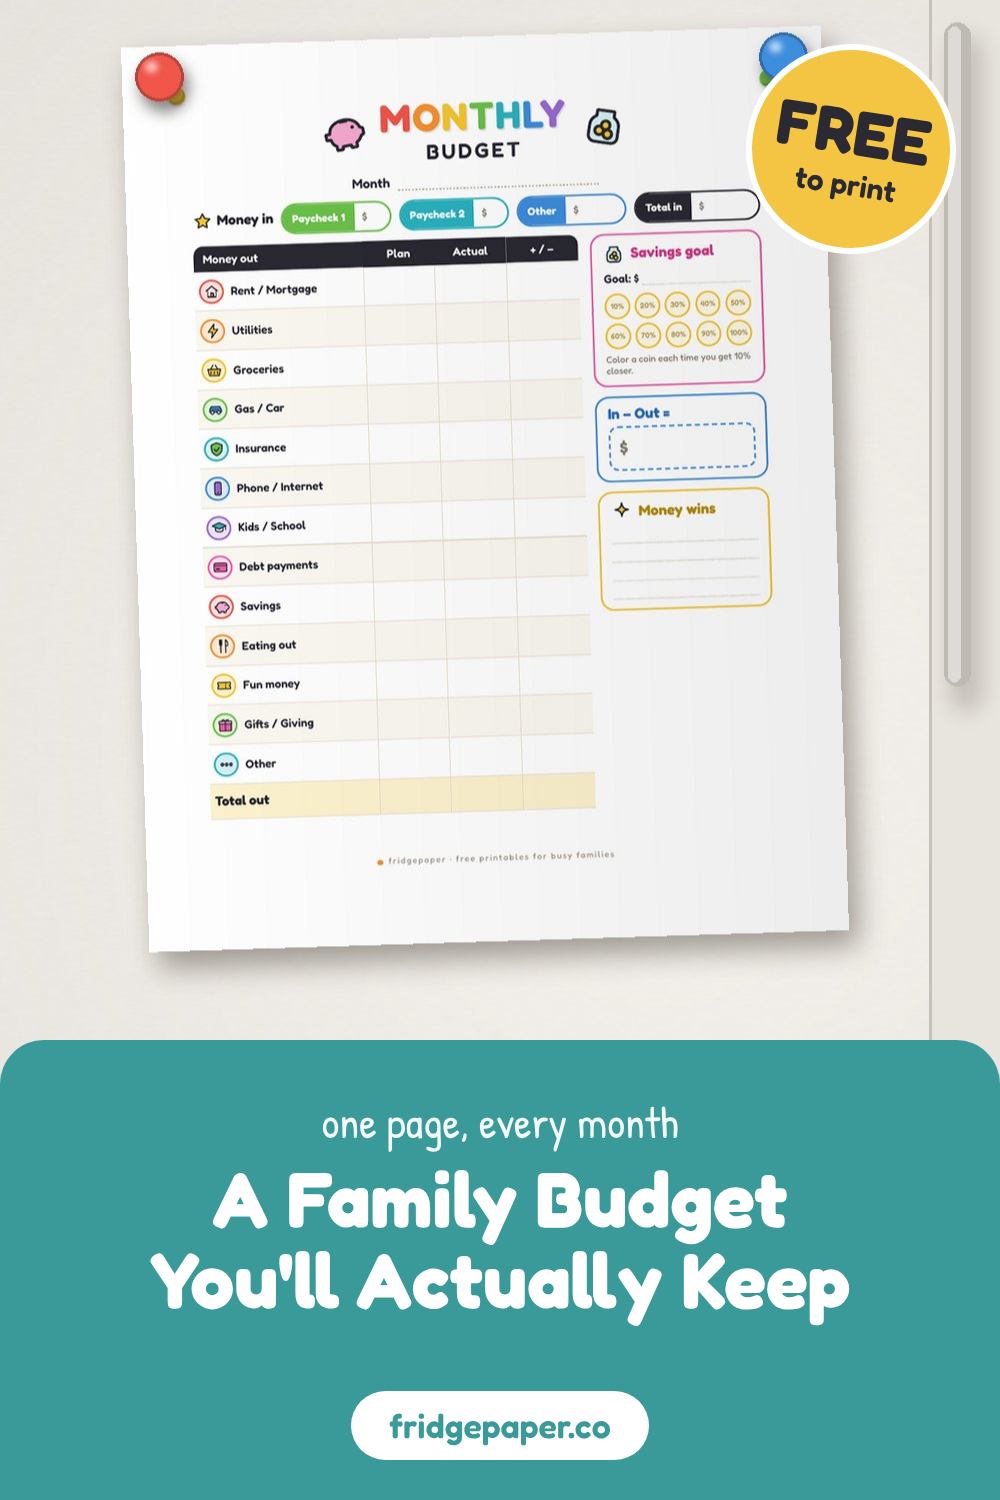 FREE
to print
MONTHLY
BUDGET
Month
Money in
Paycheck 1 $
Paycheck 2 $
Other $
Total in $
Money out Plan Actual + / −
Rent / Mortgage
Utilities
Groceries
Gas / Car
Insurance
Phone / Internet
Kids / School
Debt payments
Savings
Eating out
Fun money
Gifts / Giving
Other
Total out
Savings goal
Goal: $
10% 20% 30% 40% 50%
60% 70% 80% 90% 100%
Color a coin each time you get 10%
closer.
In − Out =
$
Money wins
fridgepaper · free printables for busy families
one page, every month
A Family Budget
You'll Actually Keep
fridgepaper.co